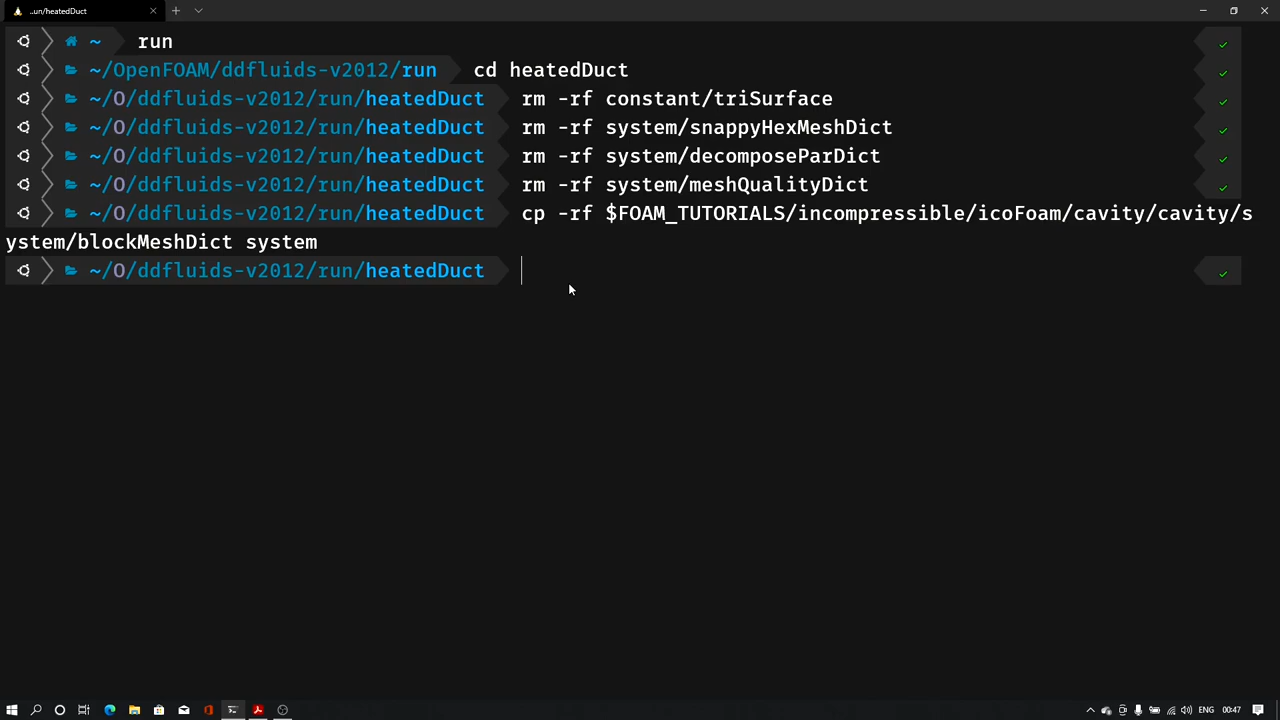 ..un/heatedDuct
~ run
~/OpenFOAM/ddfluids-v2012/run cd heatedDuct
~/O/ddfluids-v2012/run/heatedDuct rm -rf constant/triSurface
~/O/ddfluids-v2012/run/heatedDuct rm -rf system/snappyHexMeshDict
~/O/ddfluids-v2012/run/heatedDuct rm -rf system/decomposeParDict
~/O/ddfluids-v2012/run/heatedDuct rm -rf system/meshQualityDict
~/O/ddfluids-v2012/run/heatedDuct cp -rf $FOAM_TUTORIALS/incompressible/icoFoam/cavity/cavity/s
ystem/blockMeshDict system
~/O/ddfluids-v2012/run/heatedDuct
ENG 00:47